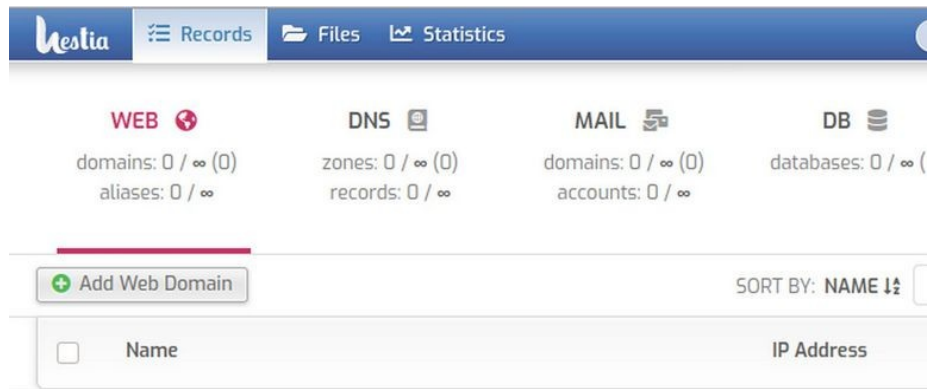 Hestia Records Files Statistics
WEB DNS MAIL DB
domains: 0 / ∞ (0) zones: 0 / ∞ (0) domains: 0 / ∞ (0) databases: 0 / ∞ (
aliases: 0 / ∞ records: 0 / ∞ accounts: 0 / ∞
Add Web Domain SORT BY: NAME
Name IP Address